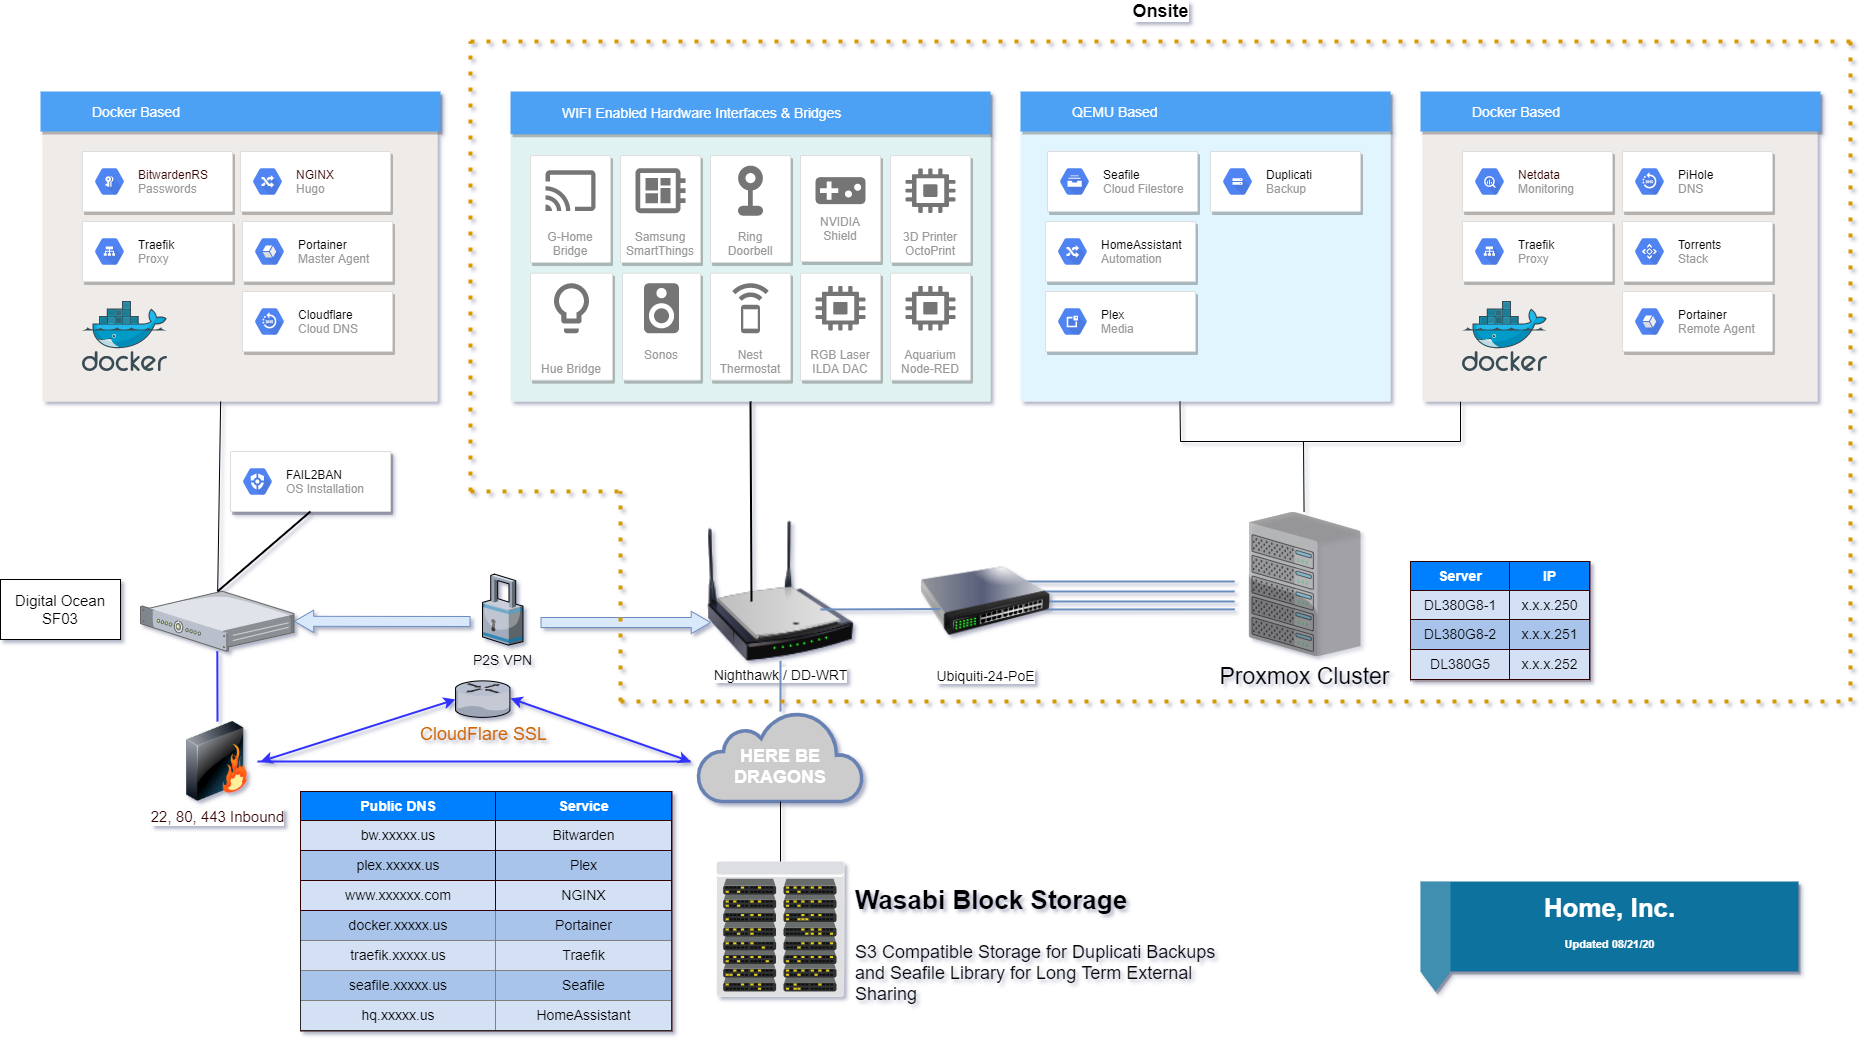 Onsite
Docker Based
BitwardenRS
Passwords
NGINX
Hugo
Traefik
Proxy
Portainer
Master Agent
Cloudflare
Cloud DNS
docker
WIFI Enabled Hardware Interfaces & Bridges
G-Home
Bridge
Samsung
SmartThings
Ring
Doorbell
NVIDIA
Shield
3D Printer
OctoPrint
Hue Bridge
Sonos
Nest
Thermostat
RGB Laser
ILDA DAC
Aquarium
Node-RED
QEMU Based
Seafile
Cloud Filestore
Duplicati
Backup
HomeAssistant
Automation
Plex
Media
Docker Based
Netdata
Monitoring
PiHole
DNS
Traefik
Proxy
Torrents
Stack
Portainer
Remote Agent
docker
FAIL2BAN
OS Installation
Digital Ocean
SF03
P2S VPN
Nighthawk / DD-WRT
Ubiquiti-24-PoE
Proxmox Cluster
Server IP
DL380G8-1 x.x.x.250
DL380G8-2 x.x.x.251
DL380G5 x.x.x.252
CloudFlare SSL
HERE BE
DRAGONS
22, 80, 443 Inbound
Public DNS Service
bw.xxxxx.us Bitwarden
plex.xxxxx.us Plex
www.xxxxxx.com NGINX
docker.xxxxx.us Portainer
traefik.xxxxx.us Traefik
seafile.xxxxx.us Seafile
hq.xxxxx.us HomeAssistant
Wasabi Block Storage
S3 Compatible Storage for Duplicati Backups
and Seafile Library for Long Term External
Sharing
Home, Inc.
Updated 08/21/20